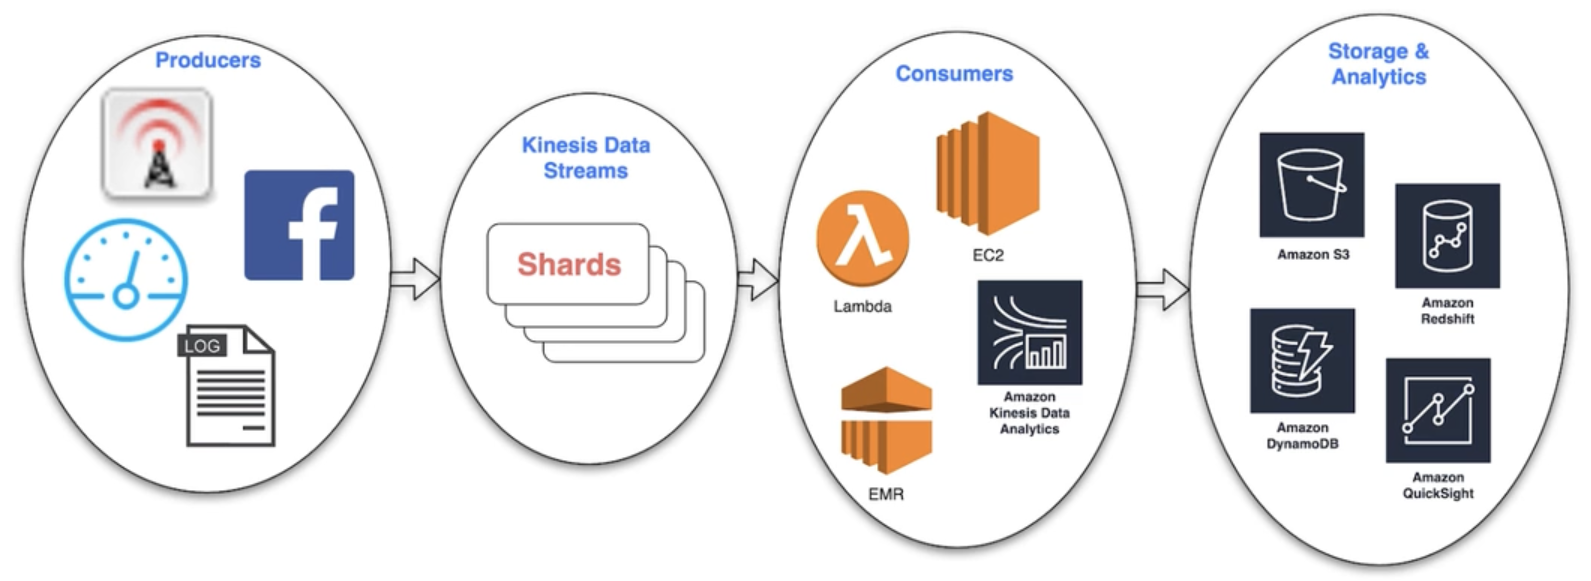 Producers
LOG
Kinesis Data
Streams
Shards
Consumers
EC2
Lambda
Amazon
Kinesis Data
Analytics
EMR
Storage &
Analytics
Amazon S3
Amazon
Redshift
Amazon
DynamoDB
Amazon
QuickSight